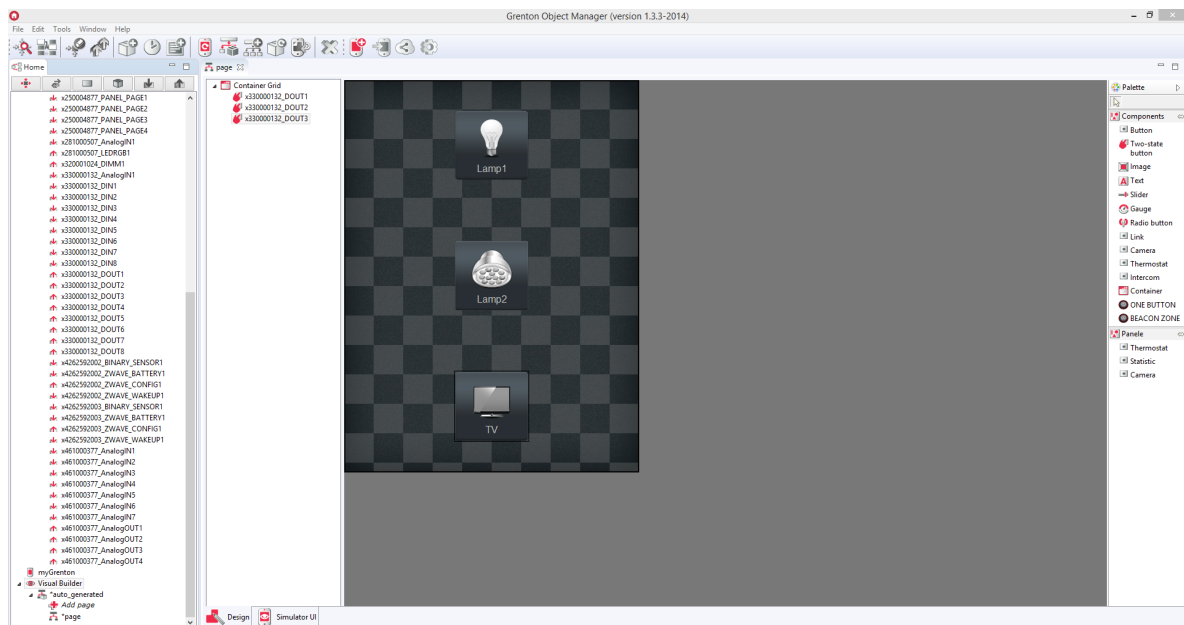 Grenton Object Manager (version 1.3.3-2014)
File Edit Tools Window Help
Home
page
x250004877_PANEL_PAGE1
x250004877_PANEL_PAGE2
x250004877_PANEL_PAGE3
x250004877_PANEL_PAGE4
x281000507_AnalogIN1
x281000507_LEDRGB1
x320001024_DIMM1
x330000132_AnalogIN1
x330000132_DIN1
x330000132_DIN2
x330000132_DIN3
x330000132_DIN4
x330000132_DIN5
x330000132_DIN6
x330000132_DIN7
x330000132_DIN8
x330000132_DOUT1
x330000132_DOUT2
x330000132_DOUT3
x330000132_DOUT4
x330000132_DOUT5
x330000132_DOUT6
x330000132_DOUT7
x330000132_DOUT8
x4262592002_BINARY_SENSOR1
x4262592002_ZWAVE_BATTERY1
x4262592002_ZWAVE_CONFIG1
x4262592002_ZWAVE_WAKEUP1
x4262592003_BINARY_SENSOR1
x4262592003_ZWAVE_BATTERY1
x4262592003_ZWAVE_CONFIG1
x4262592003_ZWAVE_WAKEUP1
x461000377_AnalogIN1
x461000377_AnalogIN2
x461000377_AnalogIN3
x461000377_AnalogIN4
x461000377_AnalogIN5
x461000377_AnalogIN6
x461000377_AnalogIN7
x461000377_AnalogOUT1
x461000377_AnalogOUT2
x461000377_AnalogOUT3
x461000377_AnalogOUT4
myGrenton
Visual Builder
*auto_generated
Add page
*page
Container Grid
x330000132_DOUT1
x330000132_DOUT2
x330000132_DOUT3
Lamp1
Lamp2
TV
Design
Simulator UI
Palette
Components
Button
Two-state
button
Image
Text
Slider
Gauge
Radio button
Link
Camera
Thermostat
Intercom
Container
ONE BUTTON
BEACON ZONE
Panele
Thermostat
Statistic
Camera